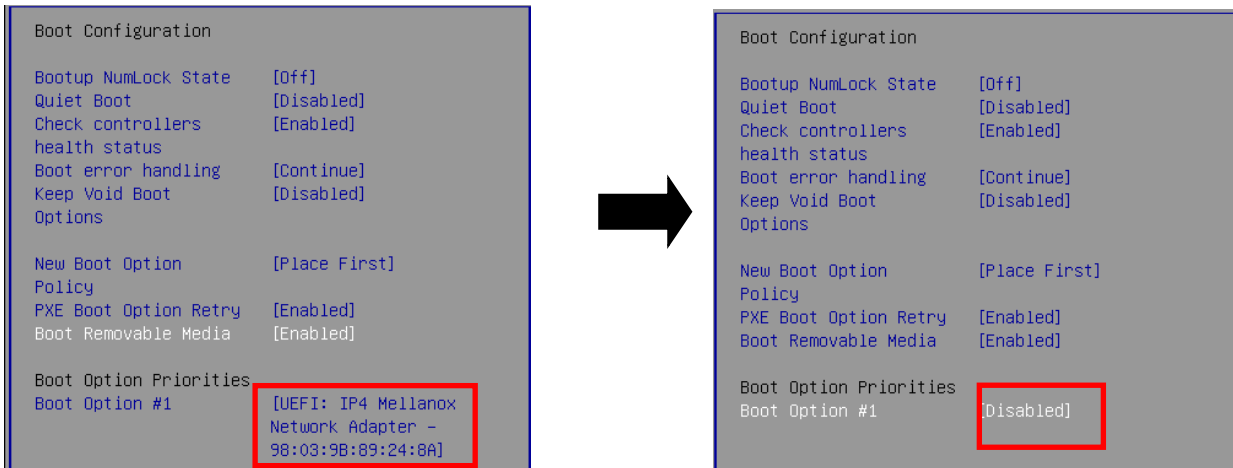 Boot Configuration
Bootup NumLock State [Off]
Quiet Boot [Disabled]
Check controllers [Enabled]
health status
Boot error handling [Continue]
Keep Void Boot [Disabled]
Options
New Boot Option [Place First]
Policy
PXE Boot Option Retry [Enabled]
Boot Removable Media [Enabled]
Boot Option Priorities
Boot Option #1 [UEFI: IP4 Mellanox
Network Adapter -
98:03:9B:89:24:8A]
Boot Configuration
Bootup NumLock State [Off]
Quiet Boot [Disabled]
Check controllers [Enabled]
health status
Boot error handling [Continue]
Keep Void Boot [Disabled]
Options
New Boot Option [Place First]
Policy
PXE Boot Option Retry [Enabled]
Boot Removable Media [Enabled]
Boot Option Priorities
Boot Option #1 [Disabled]